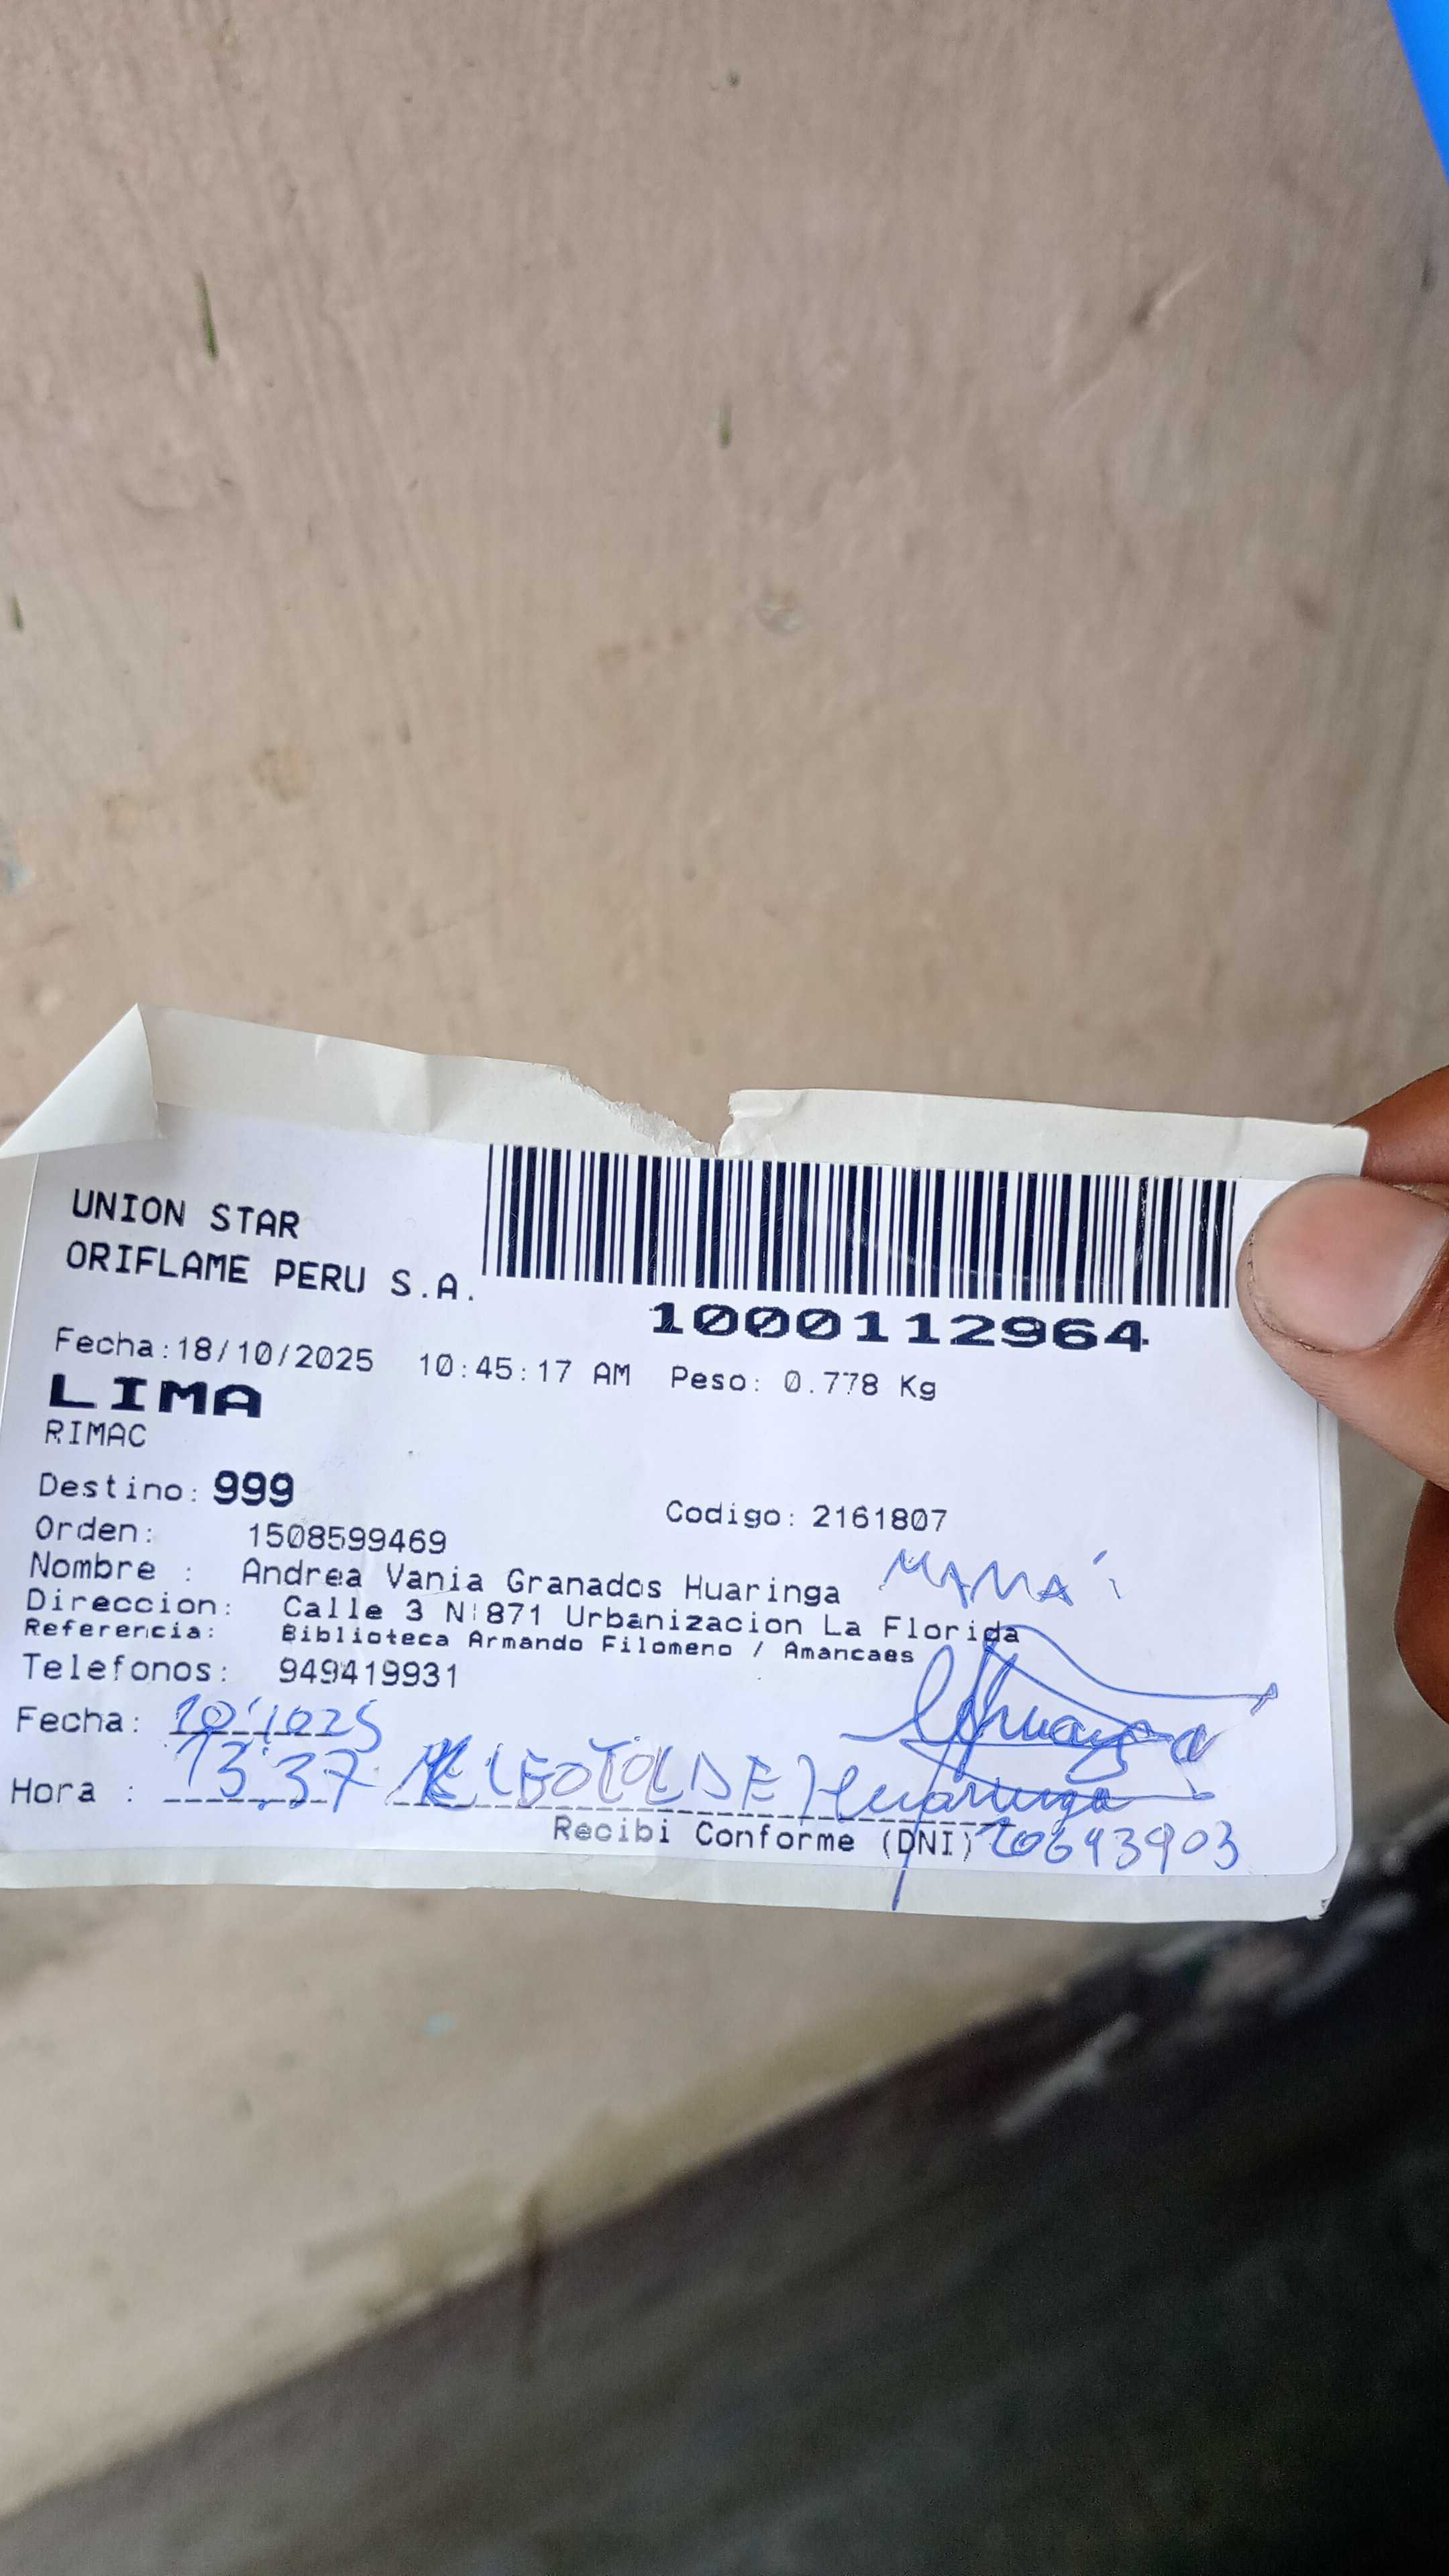 UNION STAR
ORIFLAME PERU S.A.
1000112964
Fecha:18/10/2025 10:45:17 AM Peso: 0.778 Kg
LIMA
RIMAC
Destino: 999
Codigo: 2161807
Orden: 1508599469
Nombre : Andrea Vania Granados Huaringa MAMA'
Direccion: Calle 3 N:871 Urbanizacion La Florida
Referencia: Biblioteca Armando Filomeno / Amancaes
Telefonos: 949419931
Fecha:
Hora : 13:37 Huaringa
Recibi Conforme (DNI) 20693903